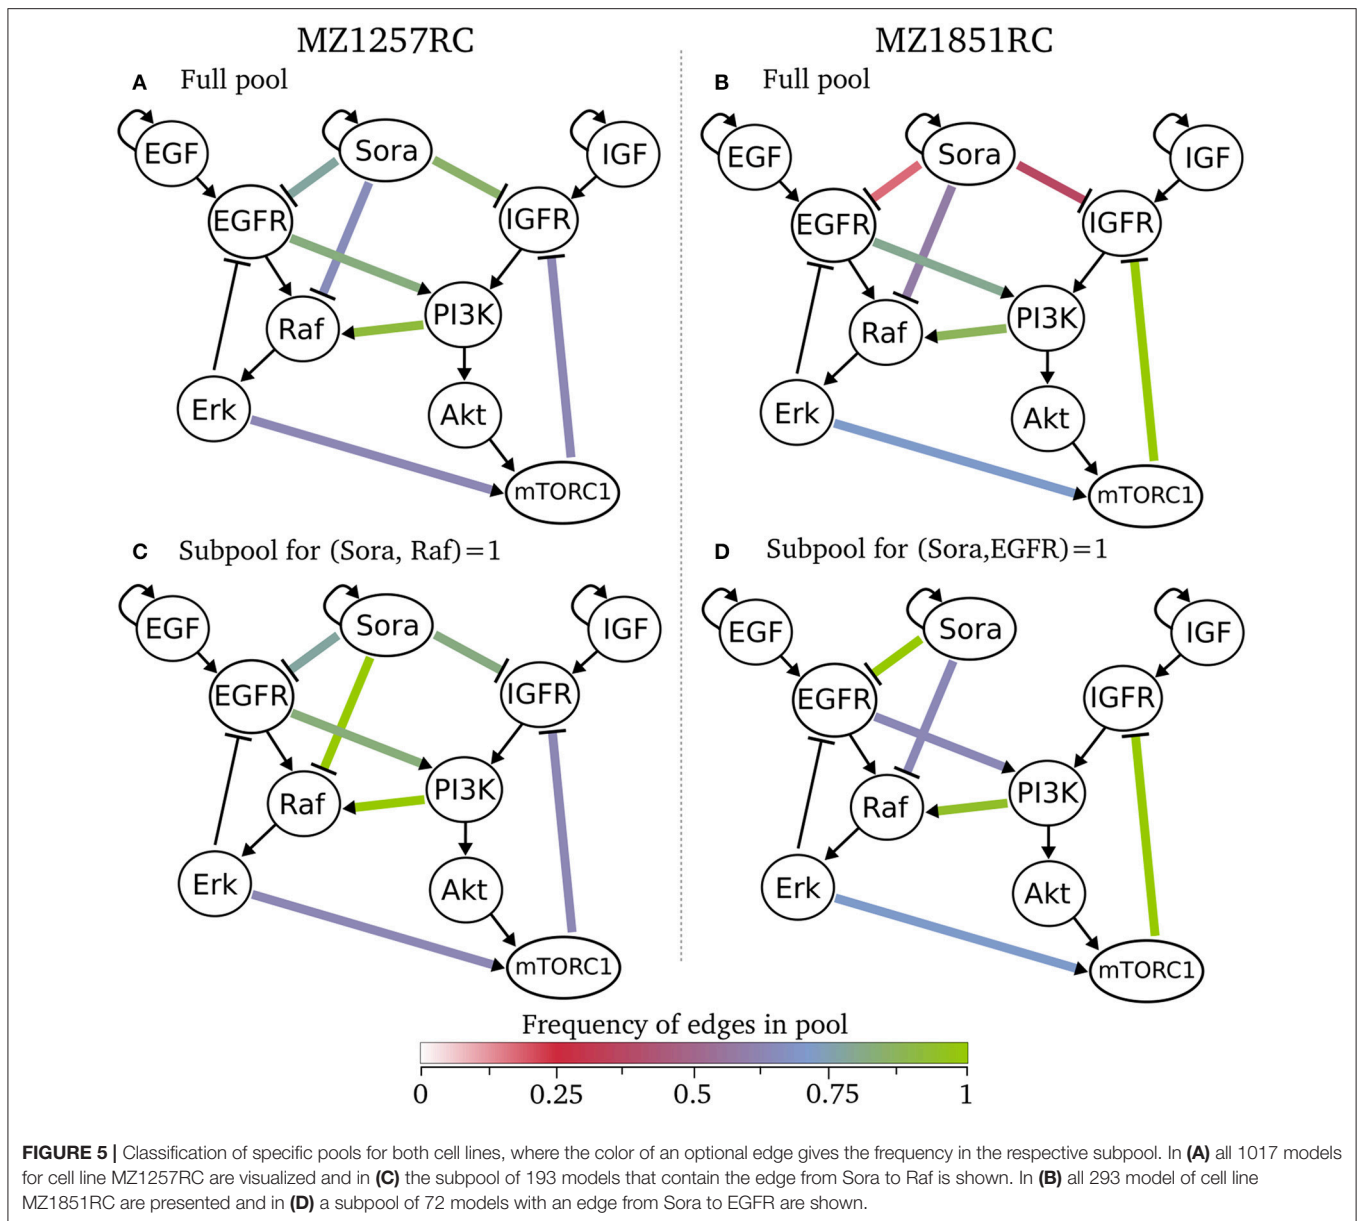 MZ1257RC
MZ1851RC
A Full pool
EGF
Sora
IGF
EGFR
IGFR
Raf
PI3K
Erk
Akt
mTORC1
B Full pool
EGF
Sora
IGF
EGFR
IGFR
Raf
PI3K
Erk
Akt
mTORC1
C Subpool for (Sora, Raf)=1
EGF
Sora
IGF
EGFR
IGFR
Raf
PI3K
Erk
Akt
mTORC1
D Subpool for (Sora,EGFR)=1
EGF
Sora
IGF
EGFR
IGFR
Raf
PI3K
Erk
Akt
mTORC1
Frequency of edges in pool
0 0.25 0.5 0.75 1
FIGURE 5 | Classification of specific pools for both cell lines, where the color of an optional edge gives the frequency in the respective subpool. In (A) all 1017 models
for cell line MZ1257RC are visualized and in (C) the subpool of 193 models that contain the edge from Sora to Raf is shown. In (B) all 293 model of cell line
MZ1851RC are presented and in (D) a subpool of 72 models with an edge from Sora to EGFR are shown.